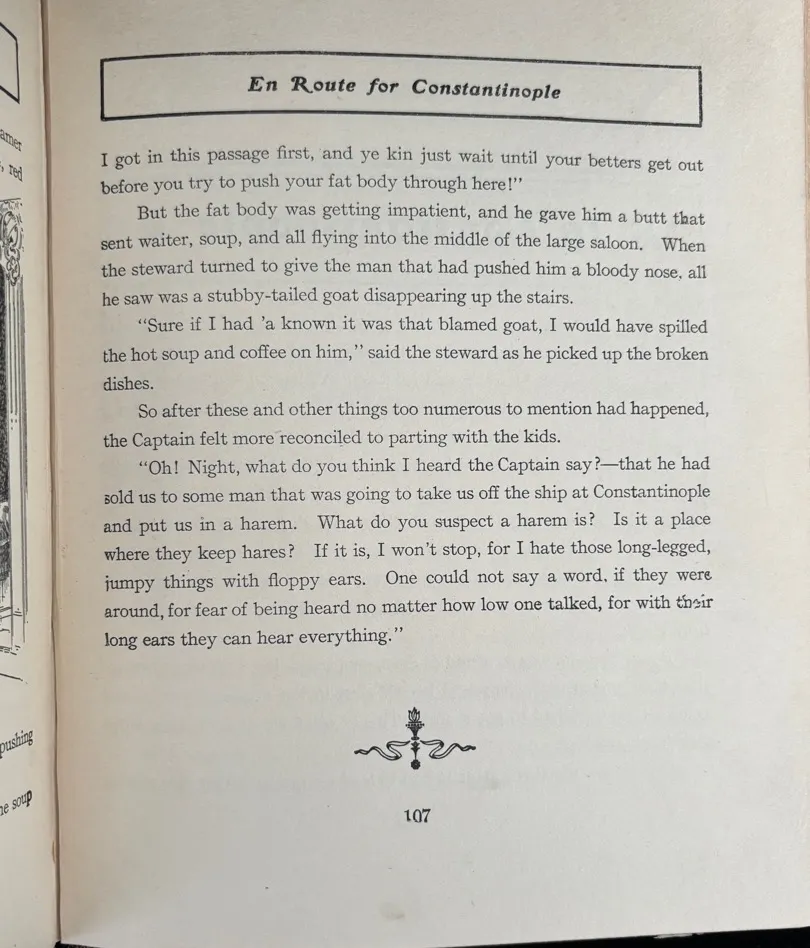 amer
, red
pushing
he soup
En Route for Constantinople
I got in this passage first, and ye kin just wait until your betters get out
before you try to push your fat body through here!”
But the fat body was getting impatient, and he gave him a butt that
sent waiter, soup, and all flying into the middle of the large saloon. When
the steward turned to give the man that had pushed him a bloody nose, all
he saw was a stubby-tailed goat disappearing up the stairs.
“Sure if I had ’a known it was that blamed goat, I would have spilled
the hot soup and coffee on him,” said the steward as he picked up the broken
dishes.
So after these and other things too numerous to mention had happened,
the Captain felt more reconciled to parting with the kids.
“Oh! Night, what do you think I heard the Captain say?—that he had
sold us to some man that was going to take us off the ship at Constantinople
and put us in a harem. What do you suspect a harem is? Is it a place
where they keep hares? If it is, I won’t stop, for I hate those long-legged,
jumpy things with floppy ears. One could not say a word, if they were
around, for fear of being heard no matter how low one talked, for with their
long ears they can hear everything.”
107